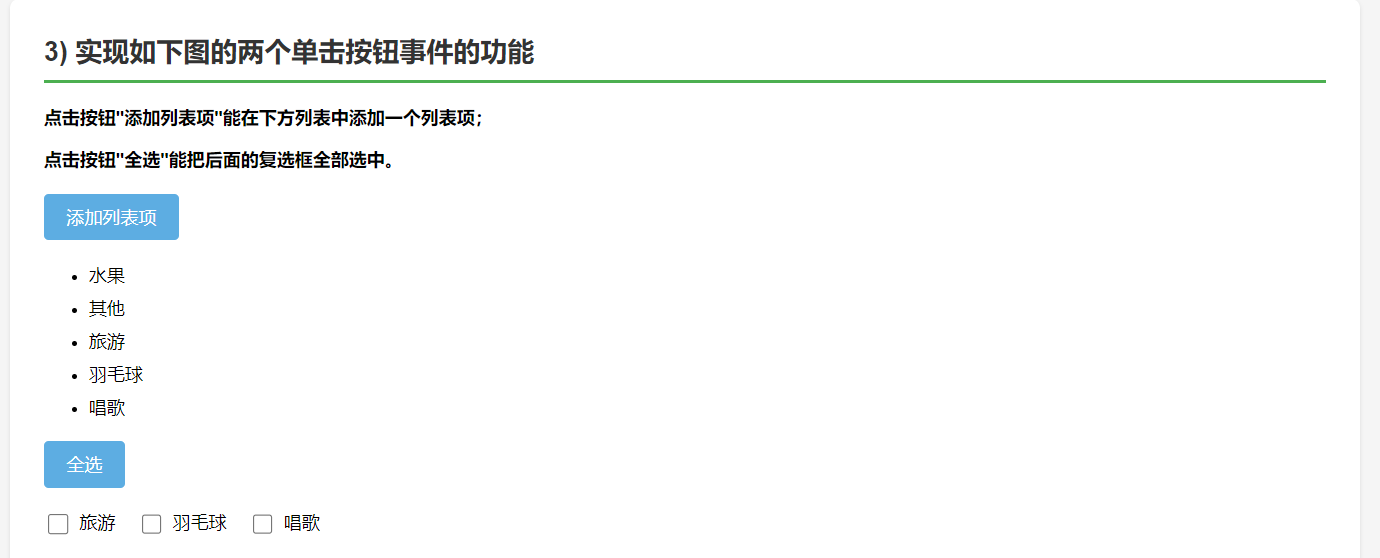 3) 实现如下图的两个单击按钮事件的功能
点击按钮"添加列表项"能在下方列表中添加一个列表项；
点击按钮"全选"能把后面的复选框全部选中。
添加列表项
水果
其他
旅游
羽毛球
唱歌
全选
旅游 羽毛球 唱歌